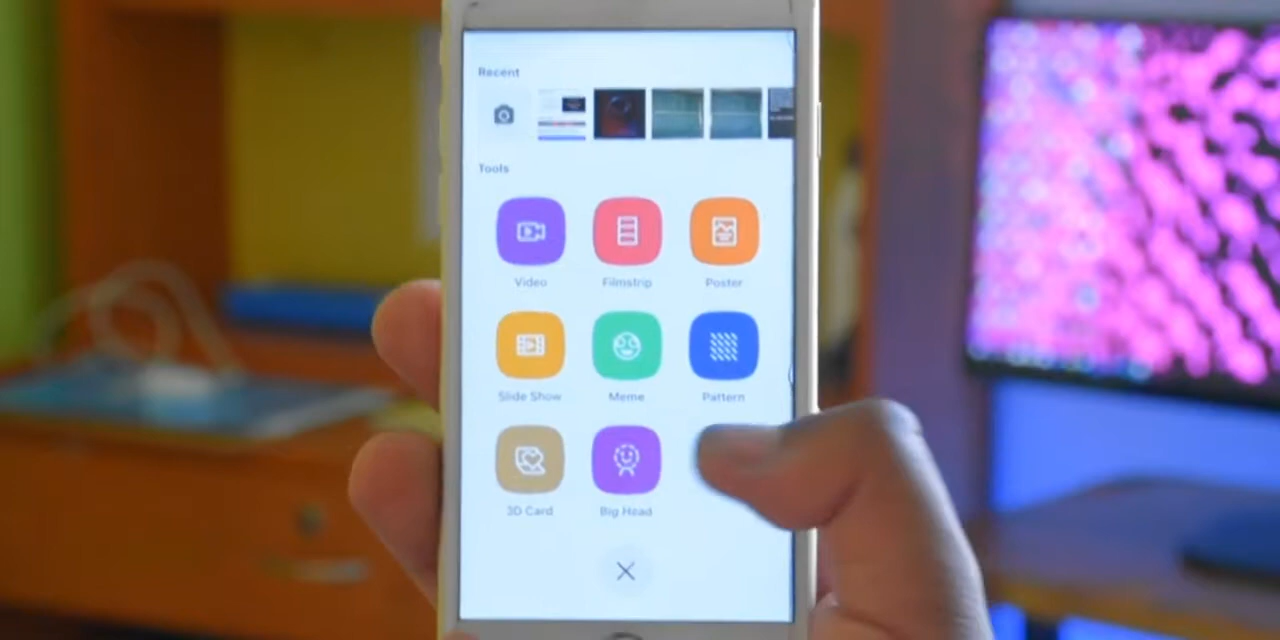 Recent
Tools
Video
Filmstrip
Poster
Slide Show
Meme
Pattern
3D Card
Big Head